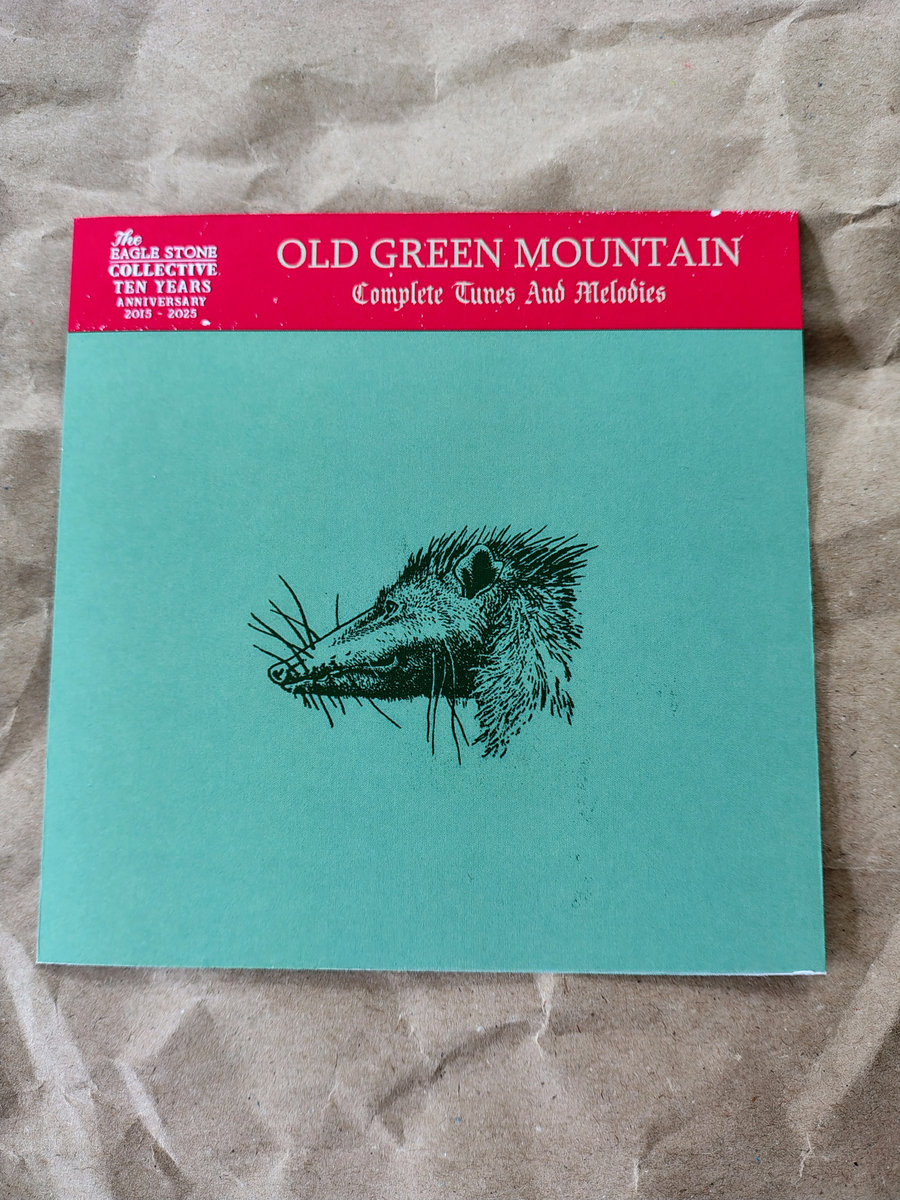 The
EAGLE STONE
COLLECTIVE
TEN YEARS
ANNIVERSARY
2015 - 2025
OLD GREEN MOUNTAIN
Complete Tunes And Melodies